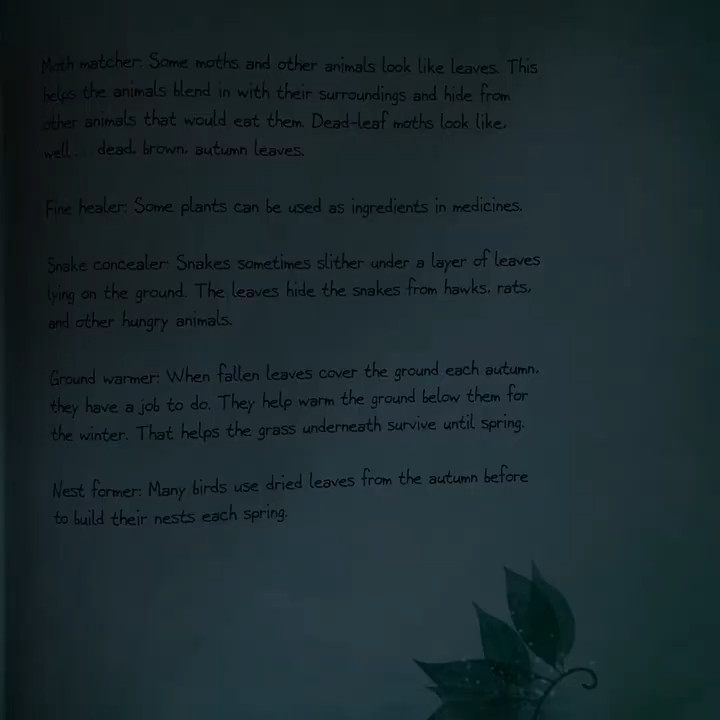 Moth matcher: Some moths and other animals look like leaves. This
helps the animals blend in with their surroundings and hide from
other animals that would eat them. Dead-leaf moths look like,
well . . . dead, brown, autumn leaves.
Fine healer: Some plants can be used as ingredients in medicines.
Snake concealer: Snakes sometimes slither under a layer of leaves
lying on the ground. The leaves hide the snakes from hawks, rats,
and other hungry animals.
Ground warmer: When fallen leaves cover the ground each autumn,
they have a job to do. They help warm the ground below them for
the winter. That helps the grass underneath survive until spring.
Nest former: Many birds use dried leaves from the autumn before
to build their nests each spring.